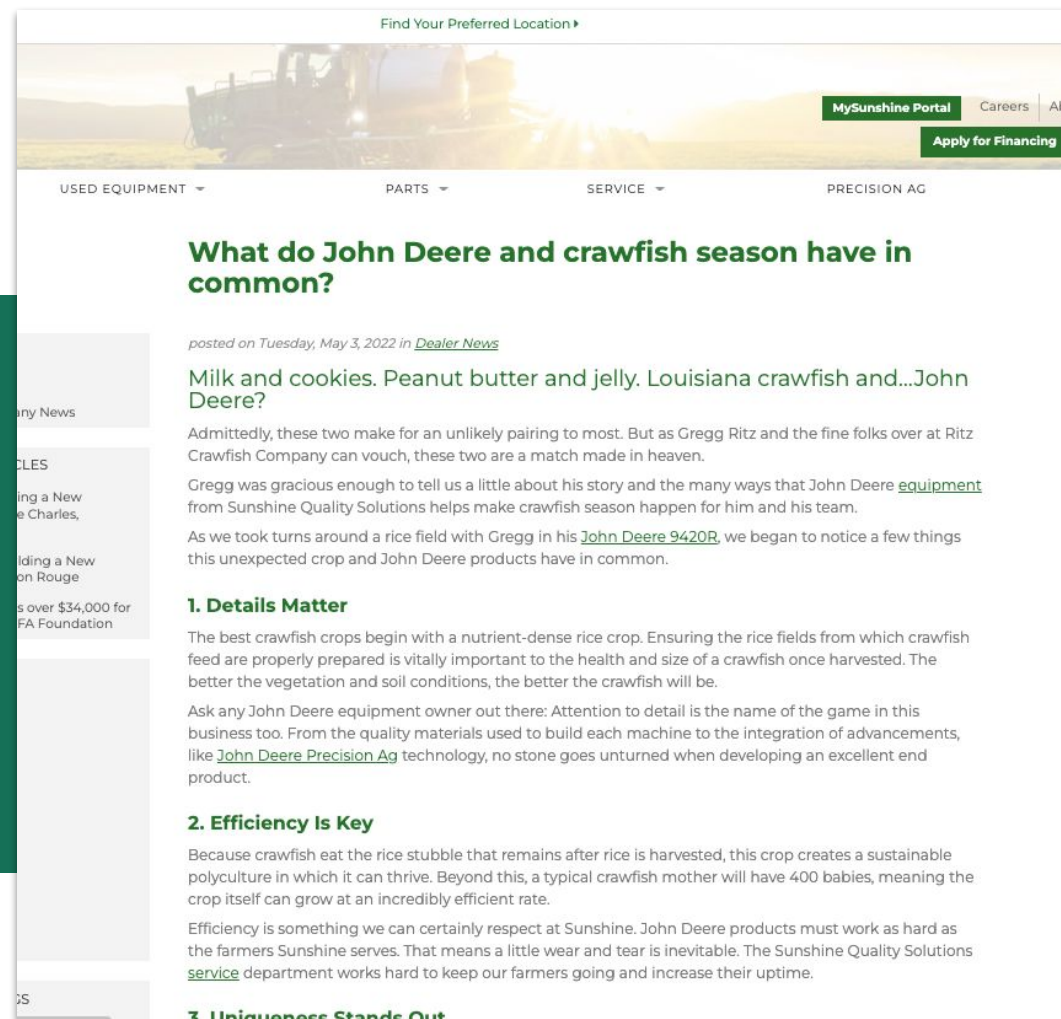 Find Your Preferred Location
MySunshine Portal
Careers
Apply for Financing
USED EQUIPMENT
PARTS
SERVICE
PRECISION AG
What do John Deere and crawfish season have in
common?
posted on Tuesday, May 3, 2022 in Dealer News
Milk and cookies. Peanut butter and jelly. Louisiana crawfish and...John
Deere?
Admittedly, these two make for an unlikely pairing to most. But as Gregg Ritz and the fine folks over at Ritz
Crawfish Company can vouch, these two are a match made in heaven.
Gregg was gracious enough to tell us a little about his story and the many ways that John Deere equipment
from Sunshine Quality Solutions helps make crawfish season happen for him and his team.
As we took turns around a rice field with Gregg in his John Deere 9420R, we began to notice a few things
this unexpected crop and John Deere products have in common.
1. Details Matter
The best crawfish crops begin with a nutrient-dense rice crop. Ensuring the rice fields from which crawfish
feed are properly prepared is vitally important to the health and size of a crawfish once harvested. The
better the vegetation and soil conditions, the better the crawfish will be.
Ask any John Deere equipment owner out there: Attention to detail is the name of the game in this
business too. From the quality materials used to build each machine to the integration of advancements,
like John Deere Precision Ag technology, no stone goes unturned when developing an excellent end
product.
2. Efficiency Is Key
Because crawfish eat the rice stubble that remains after rice is harvested, this crop creates a sustainable
polyculture in which it can thrive. Beyond this, a typical crawfish mother will have 400 babies, meaning the
crop itself can grow at an incredibly efficient rate.
Efficiency is something we can certainly respect at Sunshine. John Deere products must work as hard as
the farmers Sunshine serves. That means a little wear and tear is inevitable. The Sunshine Quality Solutions
service department works hard to keep our farmers going and increase their uptime.
3. Uniqueness Stands Out
News
a New
Charles,
a New
Rouge
over $34,000 for
Foundation